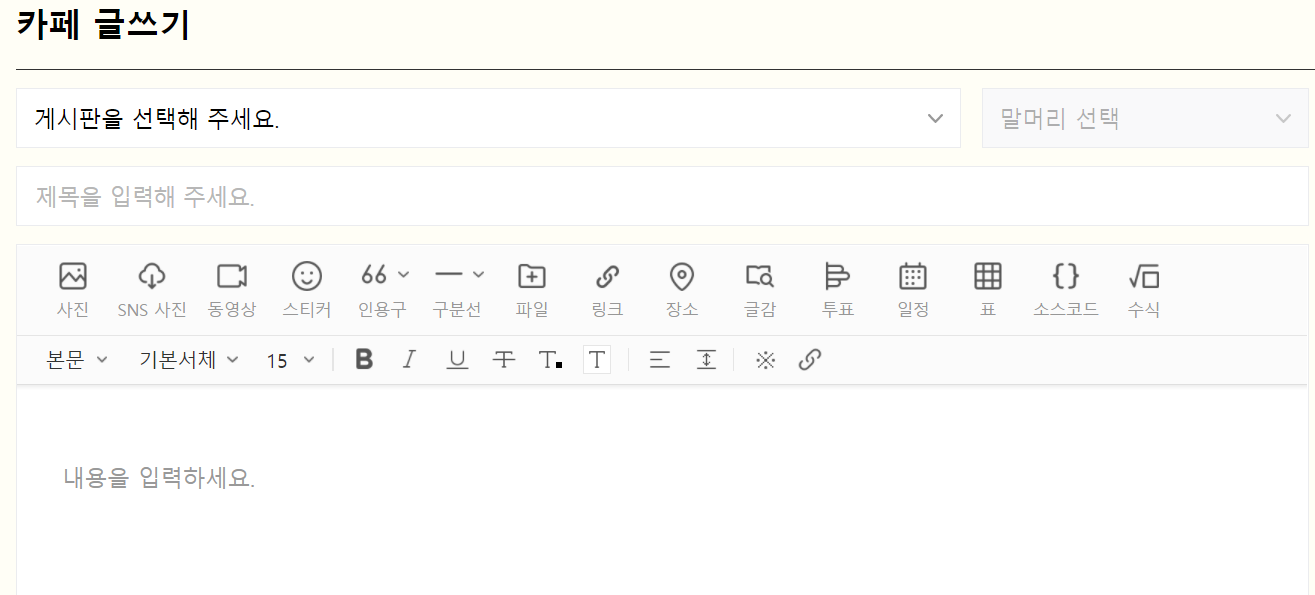 카페 글쓰기
게시판을 선택해 주세요. 말머리 선택
제목을 입력해 주세요.
사진 SNS 사진 동영상 스티커 인용구 구분선 파일 링크 장소 글감 투표 일정 표 소스코드 수식
본문 기본서체 15 B I U T T. T ※
내용을 입력하세요.